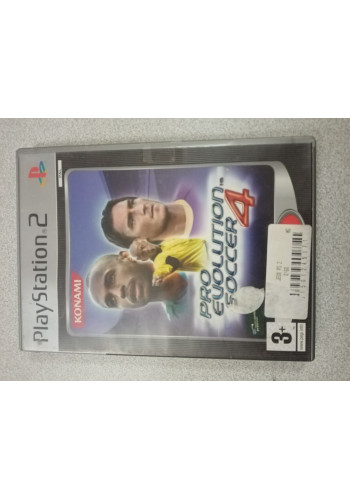 PlayStation®2
PRO
EVOLUTION
SOCCER 4
KONAMI
3+